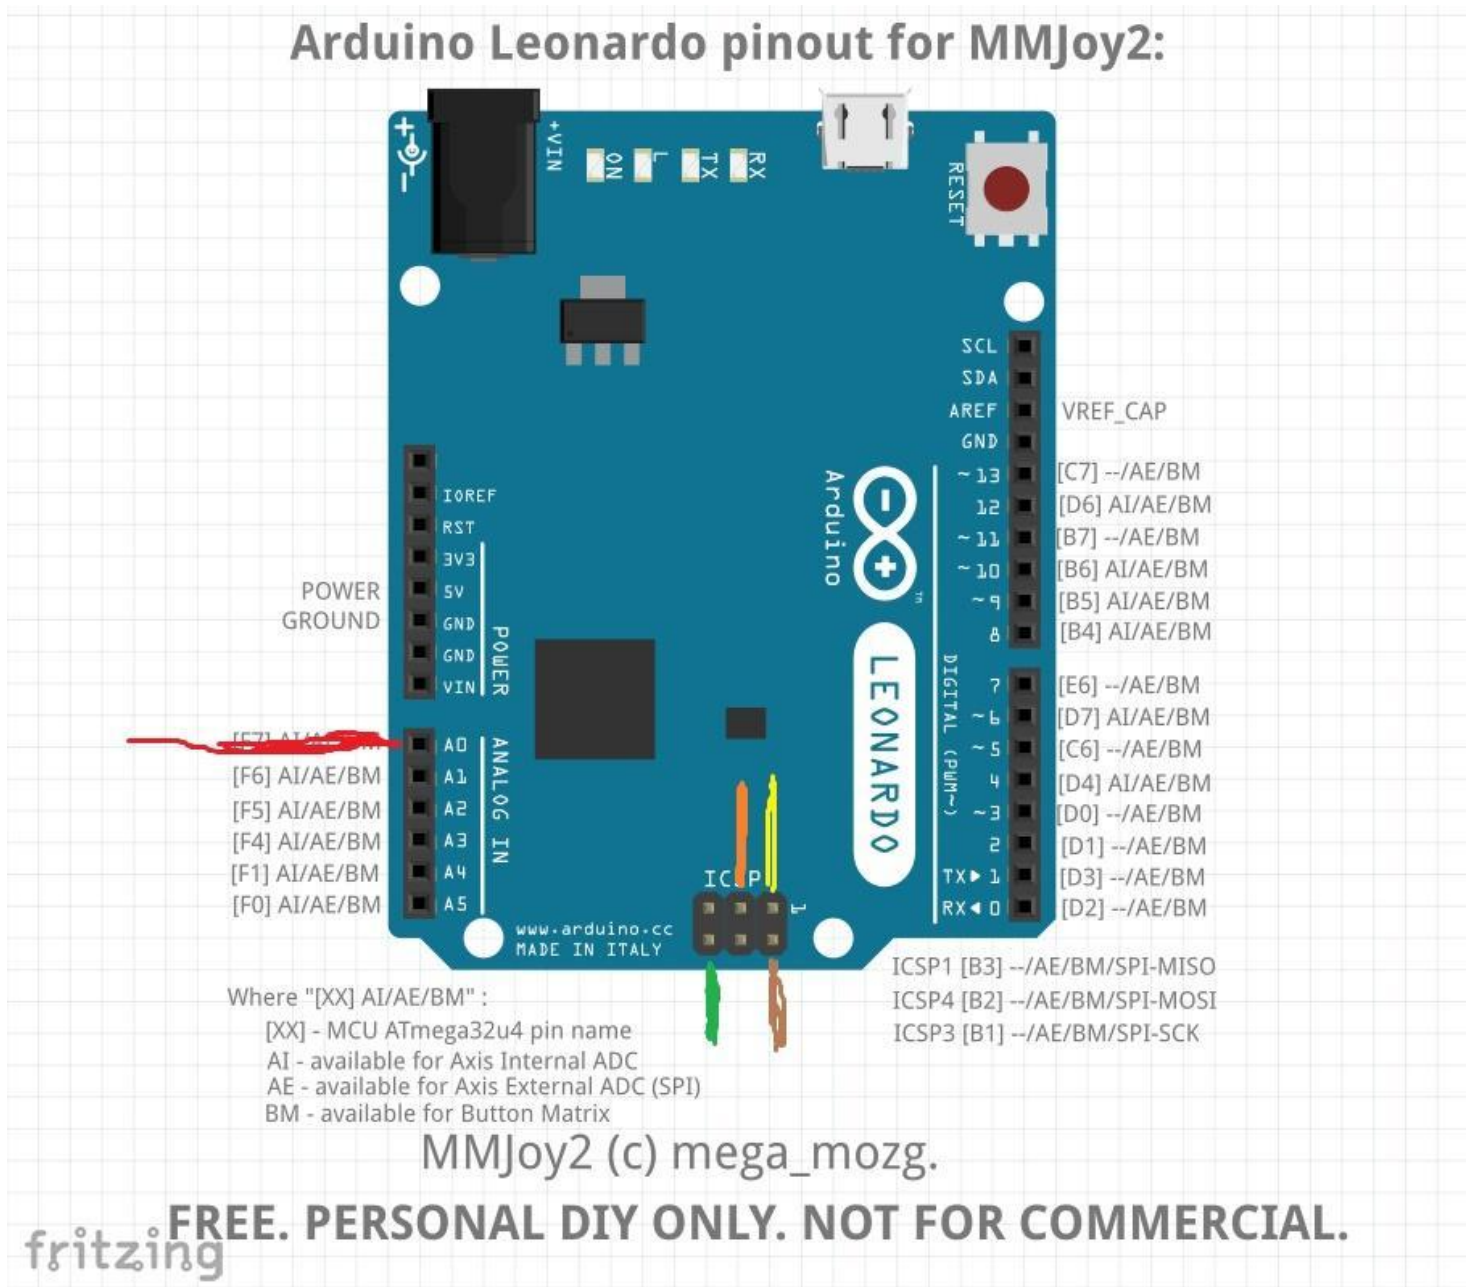 Arduino Leonardo pinout for MMJoy2:
+VIN
ON
L
TX
RX
RESET
SCL
SDA
AREF VREF_CAP
GND
~13 [C7] --/AE/BM
12 [D6] AI/AE/BM
~11 [B7] --/AE/BM
~10 [B6] AI/AE/BM
~9 [B5] AI/AE/BM
8 [B4] AI/AE/BM
7 [E6] --/AE/BM
~6 [D7] AI/AE/BM
~5 [C6] --/AE/BM
4 [D4] AI/AE/BM
~3 [D0] --/AE/BM
2 [D1] --/AE/BM
TX▶ 1 [D3] --/AE/BM
RX◀ 0 [D2] --/AE/BM
DIGITAL (PWM~)
Arduino
TM
LEONARDO
IOREF
RST
3V3
POWER 5V
GROUND GND
GND
VIN
POWER
A0
[F6] AI/AE/BM A1
[F5] AI/AE/BM A2
[F4] AI/AE/BM A3
[F1] AI/AE/BM A4
[F0] AI/AE/BM A5
ANALOG IN
ICSP
1
www.arduino.cc
MADE IN ITALY
ICSP1 [B3] --/AE/BM/SPI-MISO
ICSP4 [B2] --/AE/BM/SPI-MOSI
ICSP3 [B1] --/AE/BM/SPI-SCK
Where "[XX] AI/AE/BM" :
[XX] - MCU ATmega32u4 pin name
AI - available for Axis Internal ADC
AE - available for Axis External ADC (SPI)
BM - available for Button Matrix
MMJoy2 (c) mega_mozg.
FREE. PERSONAL DIY ONLY. NOT FOR COMMERCIAL.
fritzing